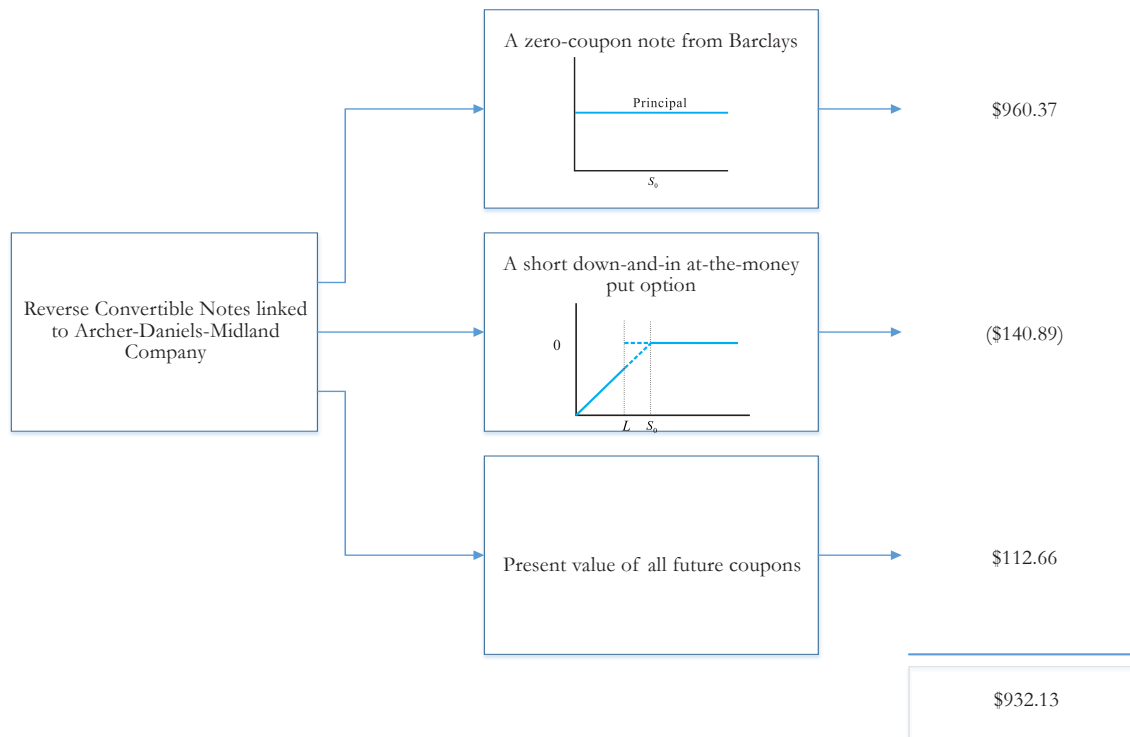 A zero-coupon note from Barclays
Principal
S₀
$960.37
Reverse Convertible Notes linked
to Archer-Daniels-Midland
Company
A short down-and-in at-the-money
put option
0
L S₀
($140.89)
Present value of all future coupons
$112.66
$932.13